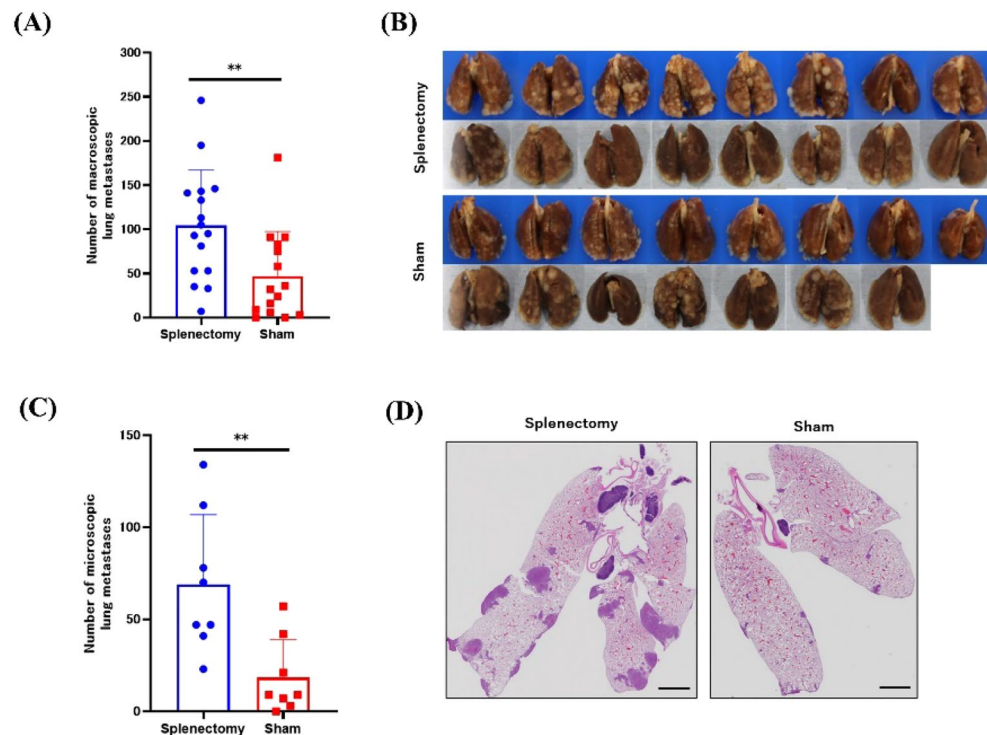 (A)
300
250
200
150
100
50
0
Number of macroscopic
lung metastases
**
Splenectomy
Sham
(B)
Splenectomy
Sham
(C)
150
100
50
0
Number of microscopic
lung metastases
**
Splenectomy
Sham
(D)
Splenectomy
Sham